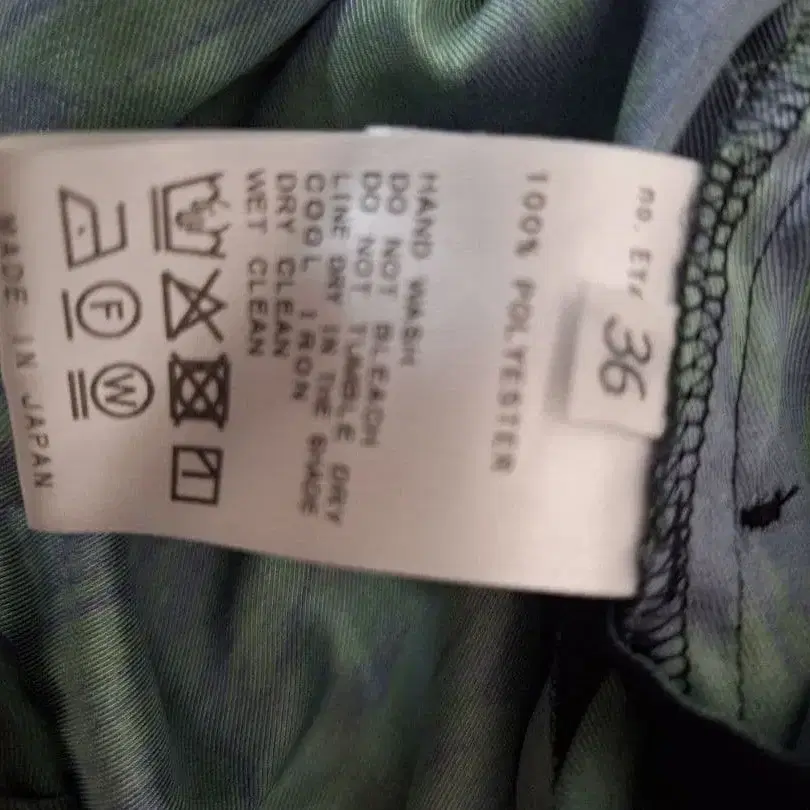 no.
36
100% POLYESTER
HAND WASH
DO NOT BLEACH
DO NOT TUMBLE DRY
LINE DRY IN THE SHADE
COOL IRON
DRY CLEAN
WET CLEAN
F W
MADE IN JAPAN